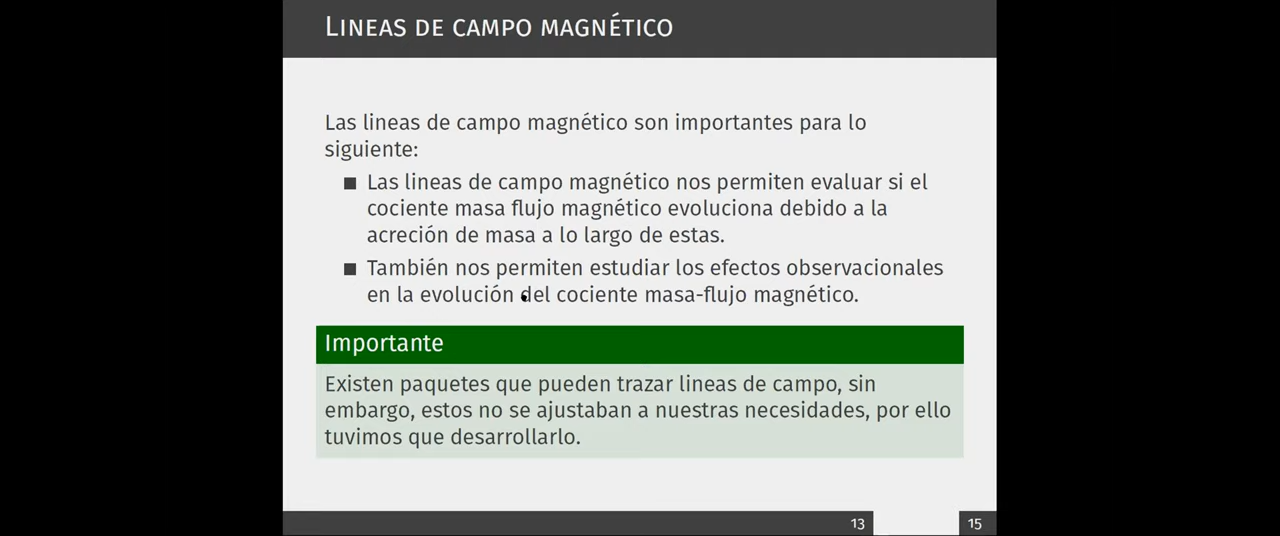 LINEAS DE CAMPO MAGNÉTICO
Las lineas de campo magnético son importantes para lo
siguiente:
Las lineas de campo magnético nos permiten evaluar si el
cociente masa flujo magnético evoluciona debido a la
acreción de masa a lo largo de estas.
También nos permiten estudiar los efectos observacionales
en la evolución del cociente masa-flujo magnético.
Importante
Existen paquetes que pueden trazar lineas de campo, sin
embargo, estos no se ajustaban a nuestras necesidades, por ello
tuvimos que desarrollarlo.
13 15